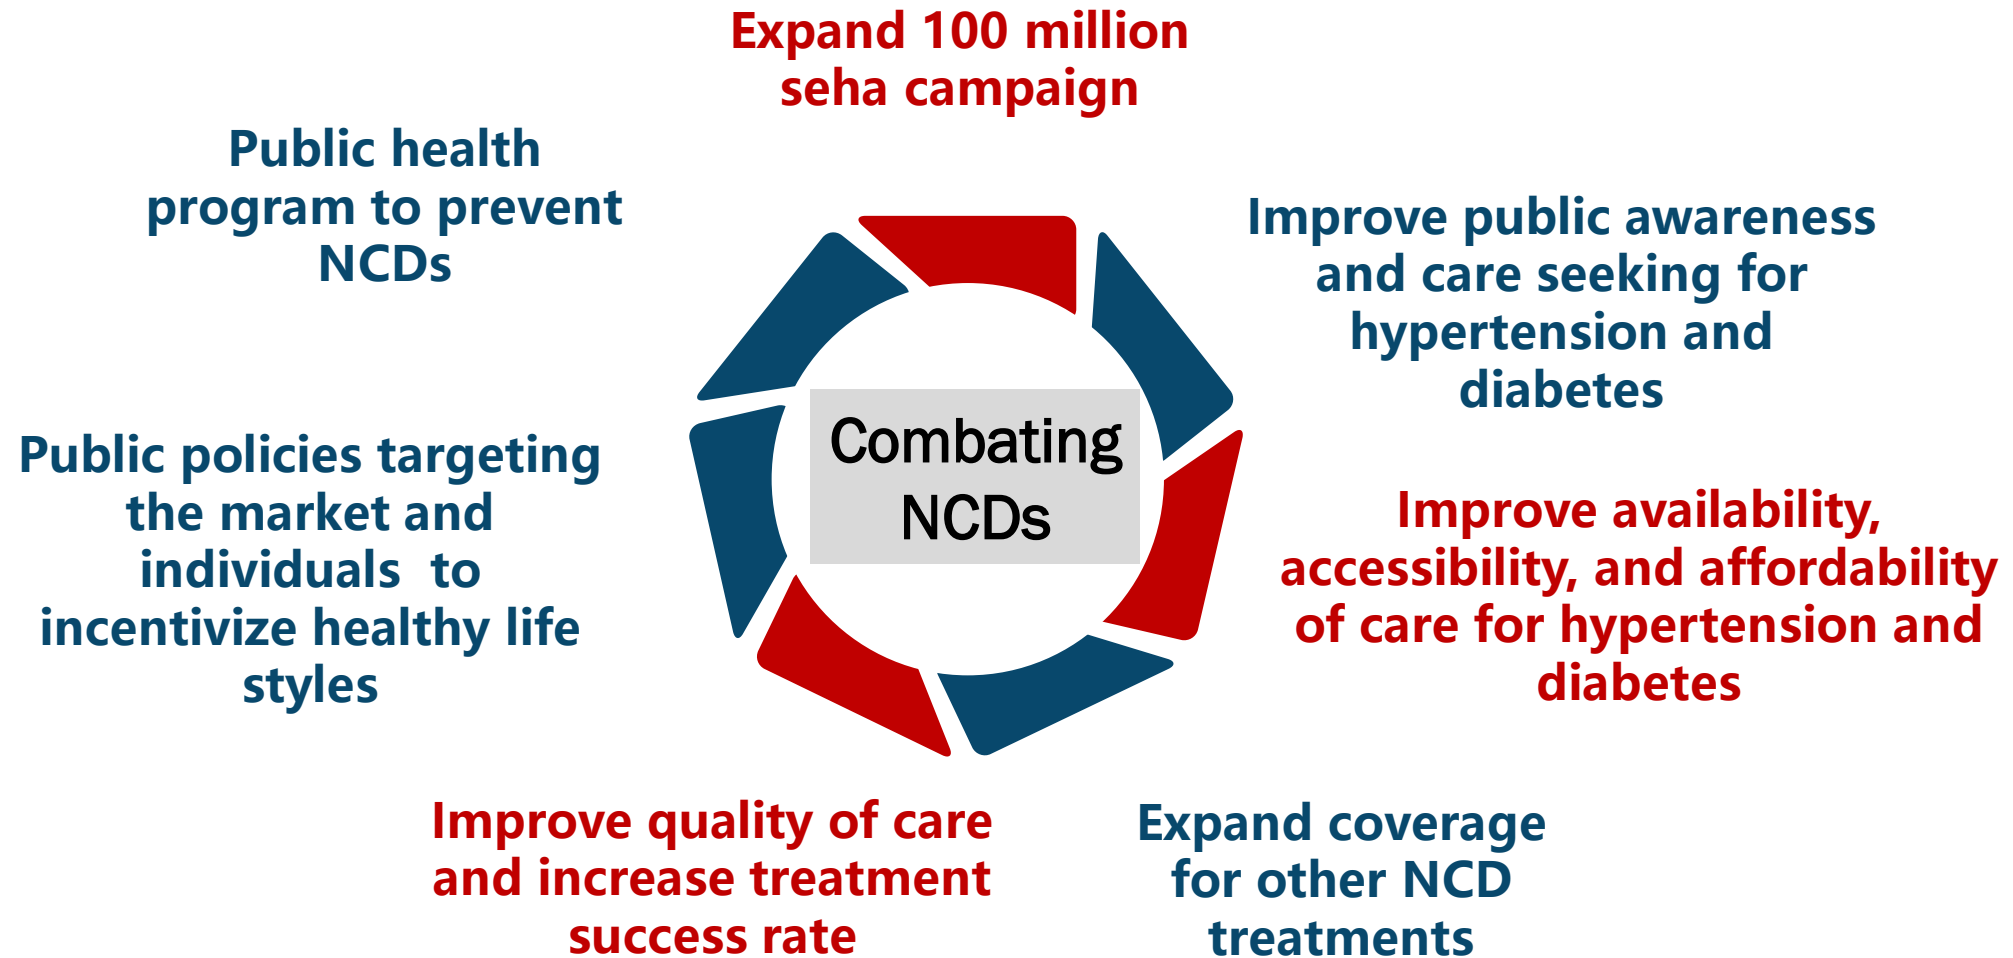 Expand 100 million
seha campaign
Public health
program to prevent
NCDs
Improve public awareness
and care seeking for
hypertension and
diabetes
Combating
NCDs
Public policies targeting
the market and
individuals  to
incentivize healthy life
styles
Improve availability,
accessibility, and affordability
of care for hypertension and
diabetes
Improve quality of care
and increase treatment
success rate
Expand coverage
for other NCD
treatments